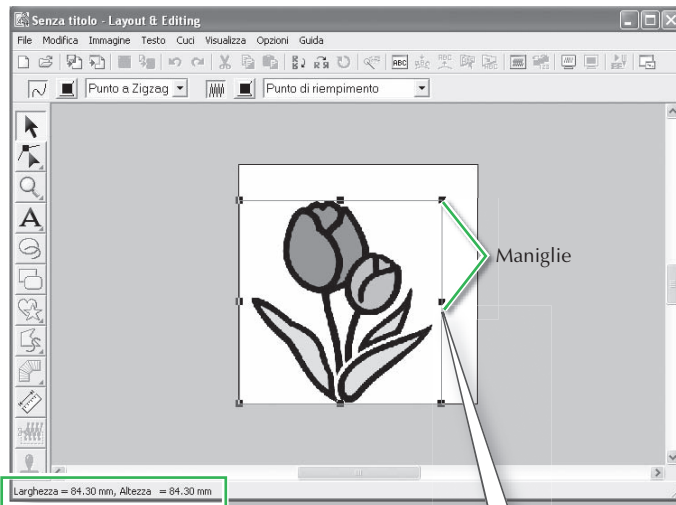 Senza titolo - Layout & Editing
File Modifica Immagine Testo Cuci Visualizza Opzioni Guida
Punto a Zigzag Punto di riempimento
A
Maniglie
Larghezza = 84.30 mm, Altezza = 84.30 mm